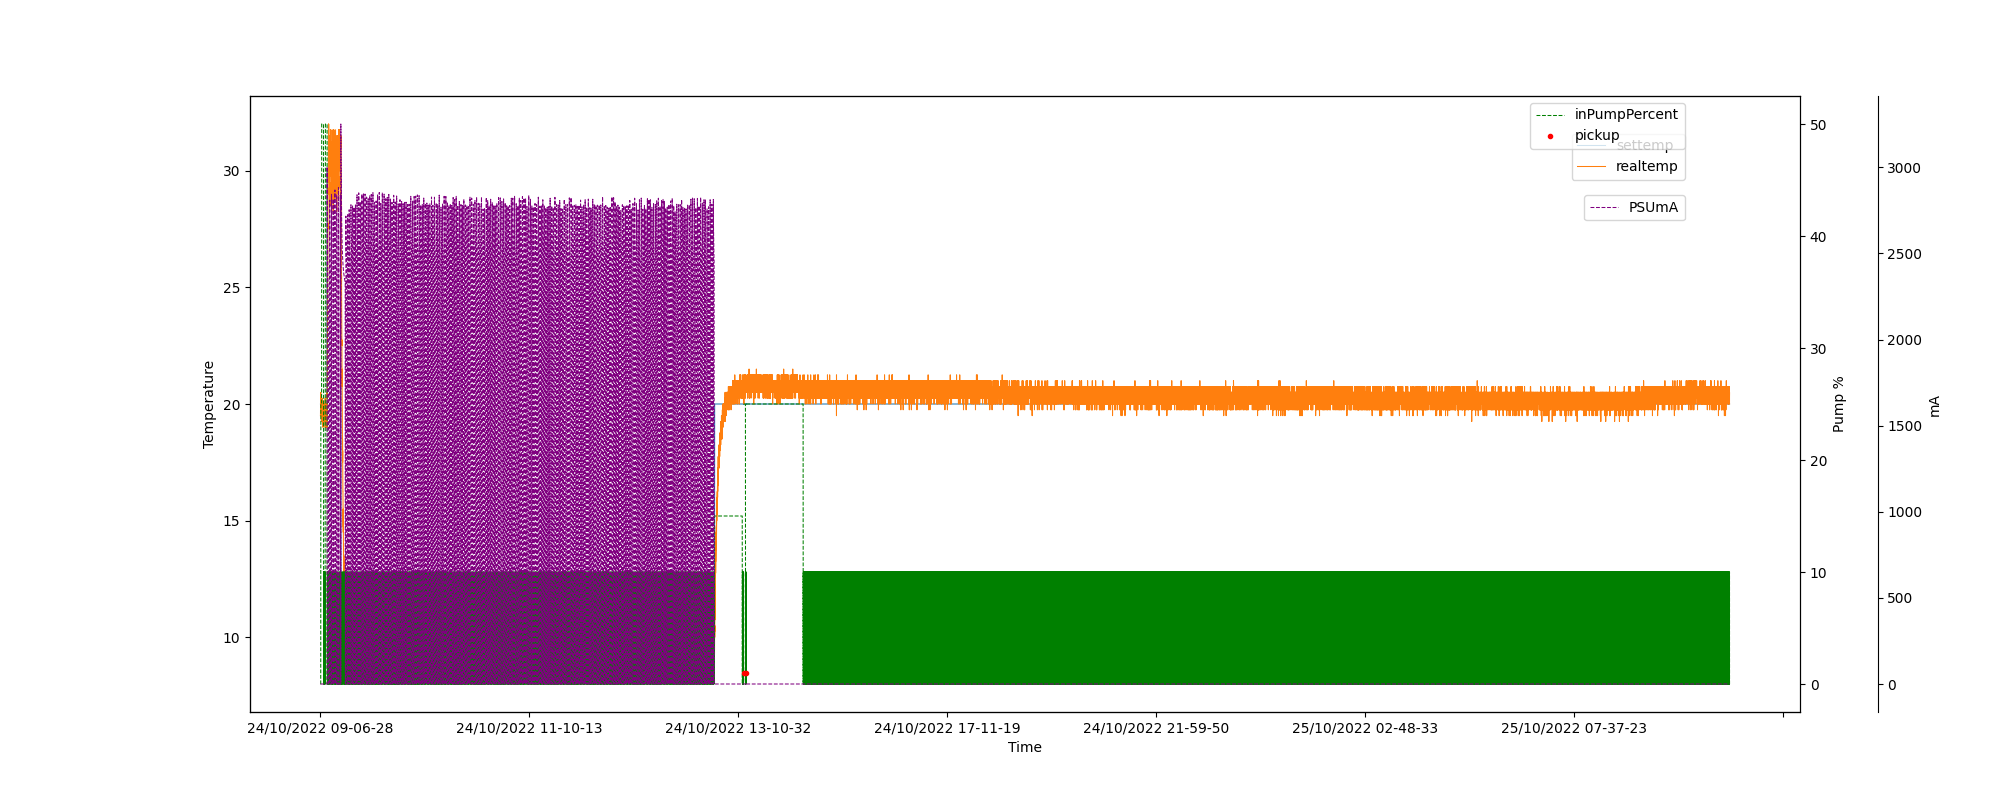 inPumpPercent
pickup
settemp
realtemp
PSUmA
30
25
20
15
10
Temperature
50
40
30
20
10
0
Pump %
3000
2500
2000
1500
1000
500
0
mA
24/10/2022 09-06-28
24/10/2022 11-10-13
24/10/2022 13-10-32
24/10/2022 17-11-19
24/10/2022 21-59-50
25/10/2022 02-48-33
25/10/2022 07-37-23
Time